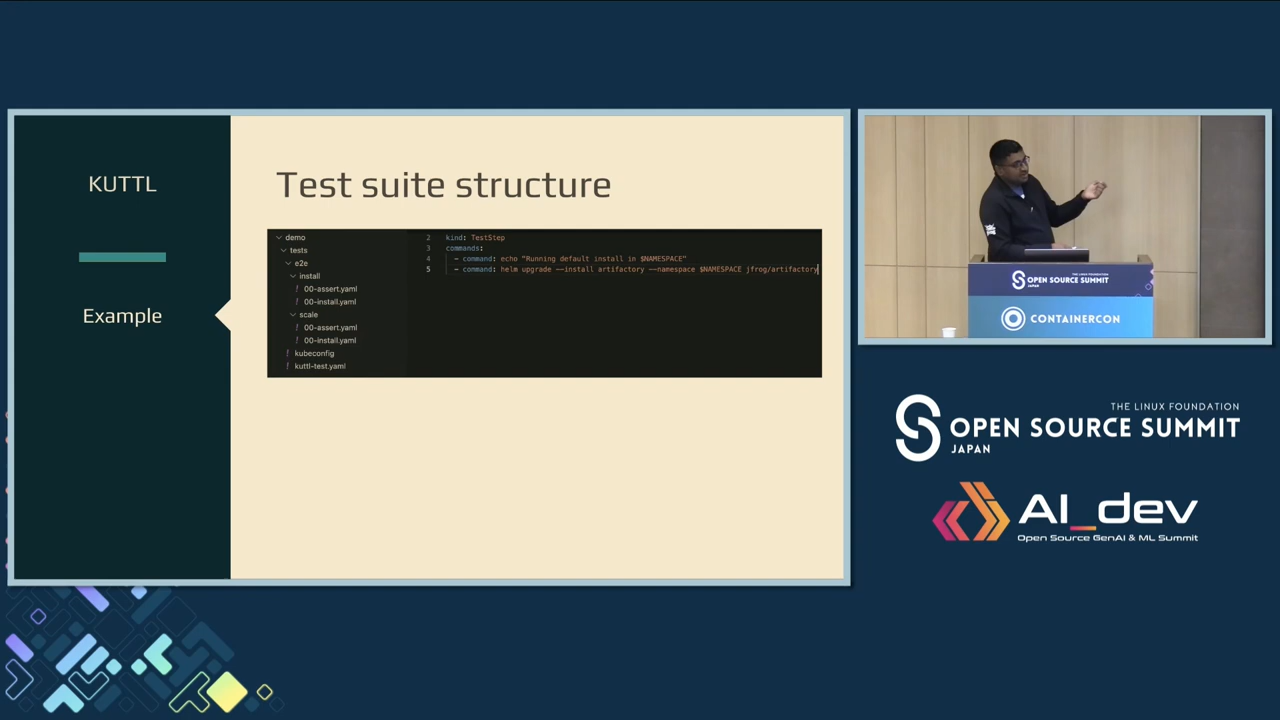 KUTTL
Example
Test suite structure
demo
tests
e2e
install
00-assert.yaml
00-install.yaml
scale
00-assert.yaml
00-install.yaml
kubeconfig
kuttl-test.yaml
2 kind: TestStep
3 commands:
4 - command: echo "Running default install in $NAMESPACE"
5 - command: helm upgrade --install artifactory --namespace $NAMESPACE jfrog/artifactory
THE LINUX FOUNDATION
OPEN SOURCE SUMMIT
JAPAN
CONTAINERCON
THE LINUX FOUNDATION
OPEN SOURCE SUMMIT
JAPAN
AI_dev
Open Source GenAI & ML Summit